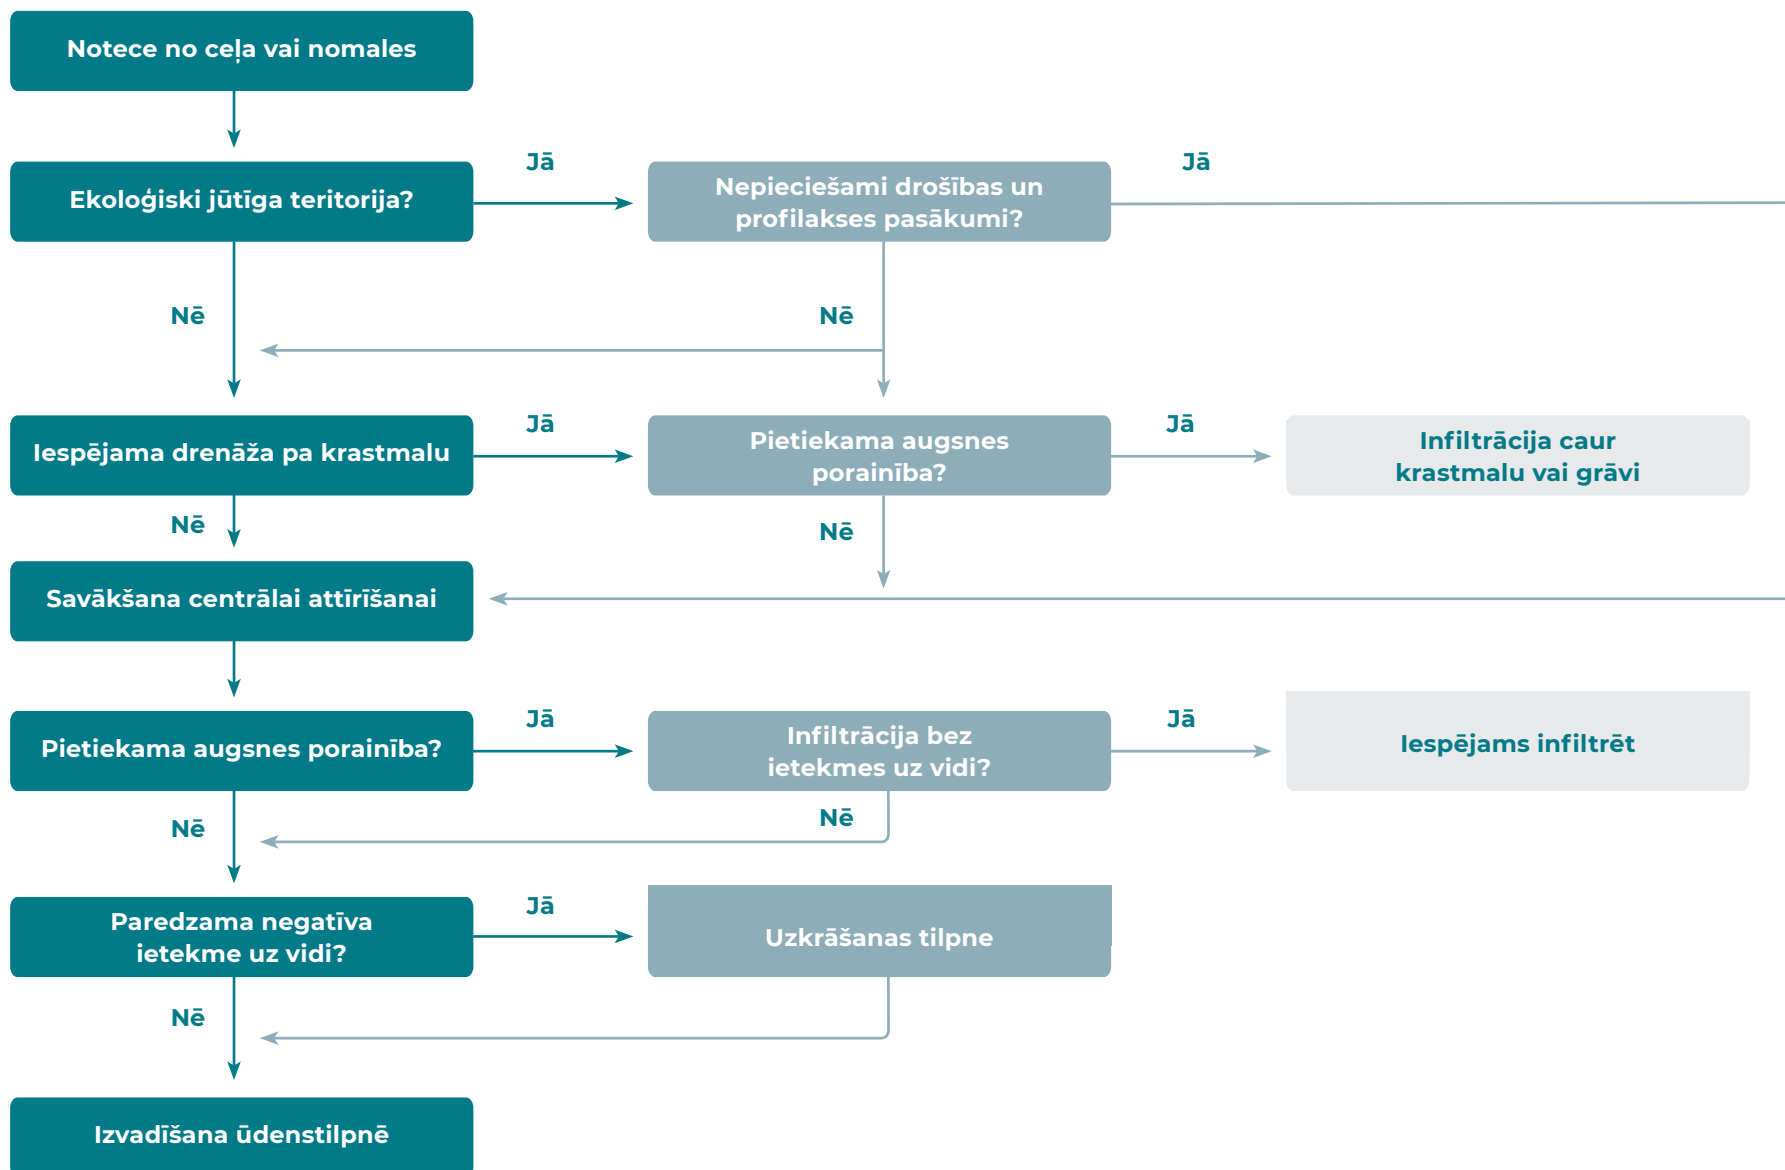 Notece no ceļa vai nomales
Jā
Jā
Ekoloģiski jūtīga teritorija?
Nepieciešami drošības un
profilakses pasākumi?
Nē
Nē
Jā
Jā
Iespējama drenāža pa krastmalu
Pietiekama augsnes
porainība?
Infiltrācija caur
krastmalu vai grāvi
Nē
Nē
Savākšana centrālai attīrīšanai
Jā
Jā
Pietiekama augsnes porainība?
Infiltrācija bez
ietekmes uz vidi?
Iespējams infiltrēt
Nē
Nē
Jā
Paredzama negatīva
ietekme uz vidi?
Uzkrāšanas tilpne
Nē
Izvadīšana ūdenstilpnē